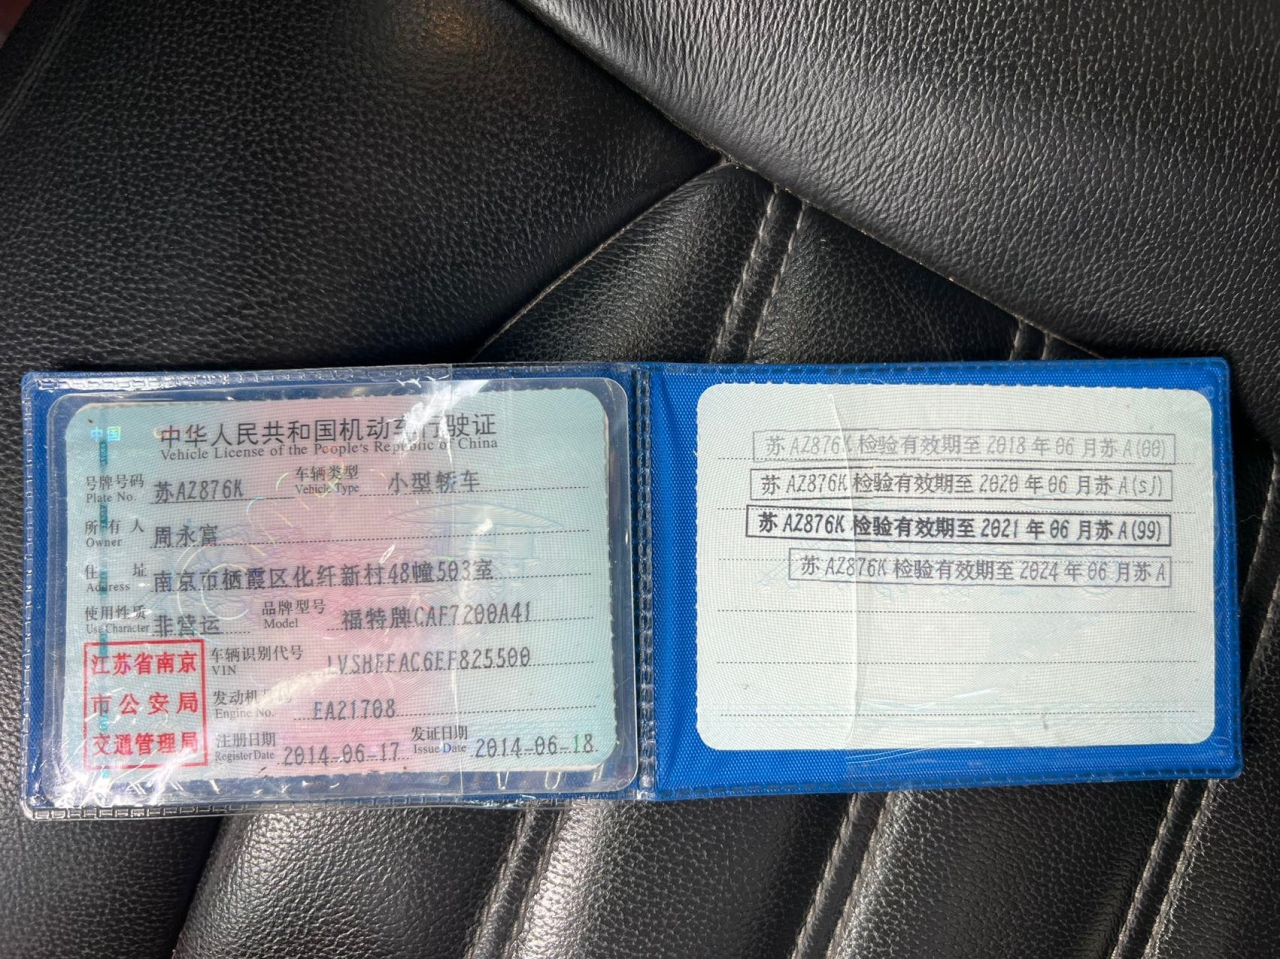 中国
中华人民共和国机动车行驶证
Vehicle License of the People's Republic of China
号牌号码 苏AZ876K 车辆类型 小型轿车
Plate No. Vehicle Type
所有人 周永富
Owner
住址 南京市栖霞区化纤新村48幢503室
Address
使用性质 非营运 品牌型号 福特牌CAF7200A41
Use Character Model
江苏省南京
市公安局
交通管理局
车辆识别代号 LVSHFFAC6EF825500
VIN
发动机号码 EA21708
Engine No.
注册日期 2014-06-17 发证日期 2014-06-18
Register Date Issue Date
苏AZ876K检验有效期至2018年06月苏A(00)
苏AZ876K检验有效期至2020年06月苏A(sj)
苏AZ876K检验有效期至2021年06月苏A(99)
苏AZ876K检验有效期至2024年06月苏A